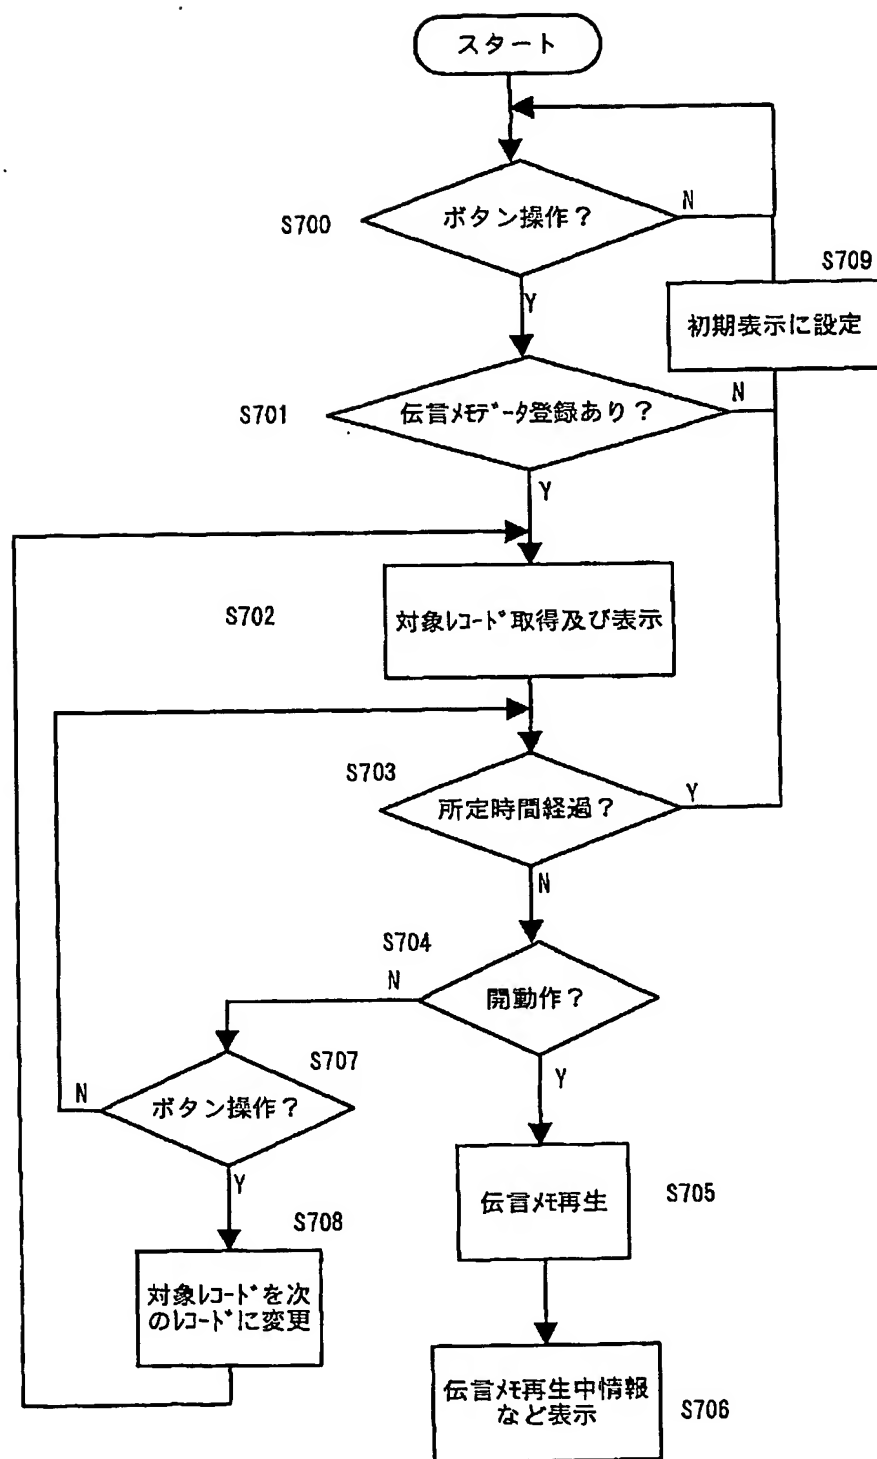 スタート
S700
ボタン操作？
N
Y
S709
初期表示に設定
S701
伝言ﾒﾓﾃﾞｰﾀ登録あり？
N
Y
S702
対象ﾚｺｰﾄﾞ取得及び表示
S703
所定時間経過？
Y
N
S704
開動作？
N
Y
S707
ボタン操作？
N
Y
S705
伝言ﾒﾓ再生
S708
対象ﾚｺｰﾄﾞを次
のﾚｺｰﾄﾞに変更
S706
伝言ﾒﾓ再生中情報
など表示